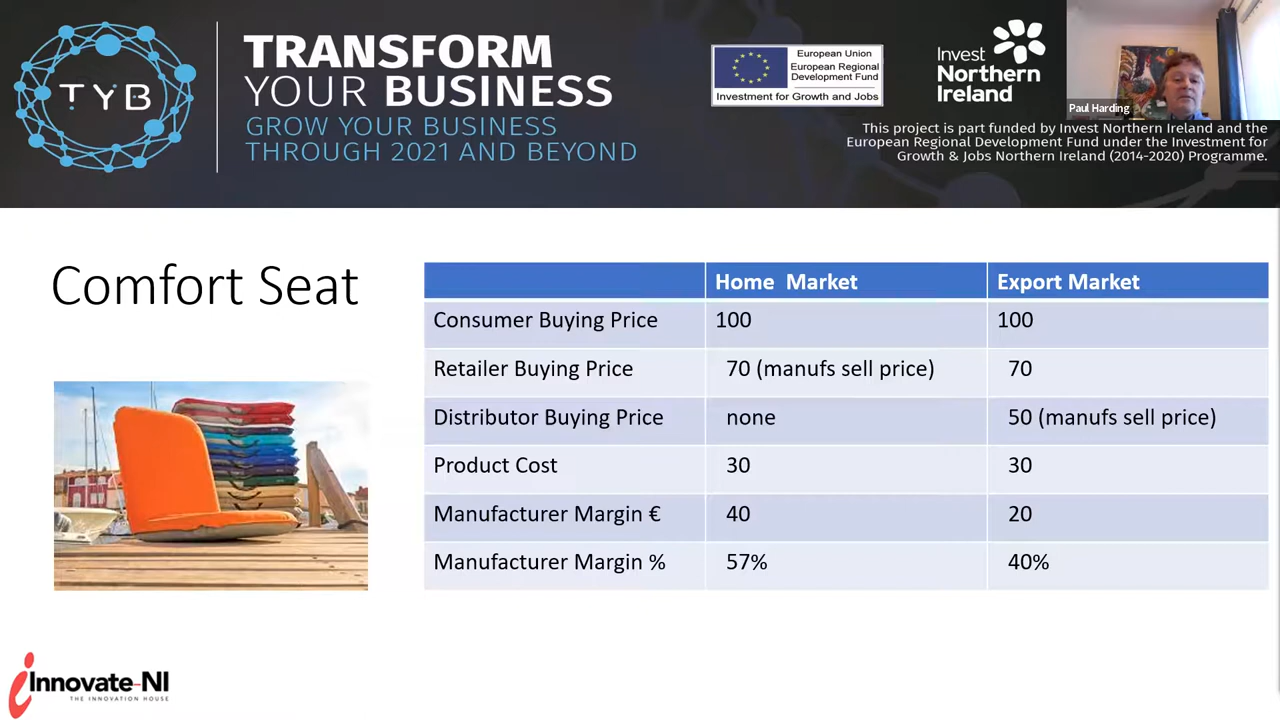 TYB
TRANSFORM
YOUR BUSINESS
GROW YOUR BUSINESS
THROUGH 2021 AND BEYOND
European Union
European Regional
Development Fund
Investment for Growth and Jobs
Invest
Northern
Ireland
Paul Harding
This project is part funded by Invest Northern Ireland and the
European Regional Development Fund under the Investment for
Growth & Jobs Northern Ireland (2014-2020) Programme.
Comfort Seat
Home Market Export Market
Consumer Buying Price 100 100
Retailer Buying Price 70 (manufs sell price) 70
Distributor Buying Price none 50 (manufs sell price)
Product Cost 30 30
Manufacturer Margin € 40 20
Manufacturer Margin % 57% 40%
innovate-NI
THE INNOVATION HOUSE